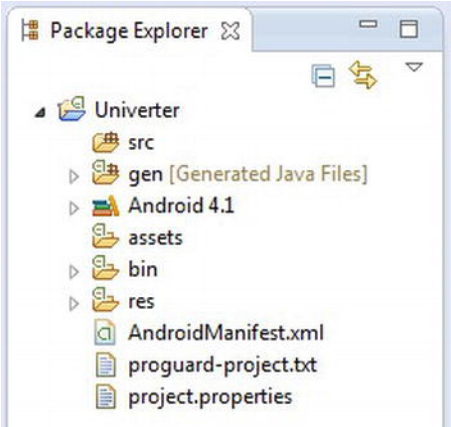 Package Explorer
Univerter
src
gen [Generated Java Files]
Android 4.1
assets
bin
res
AndroidManifest.xml
proguard-project.txt
project.properties